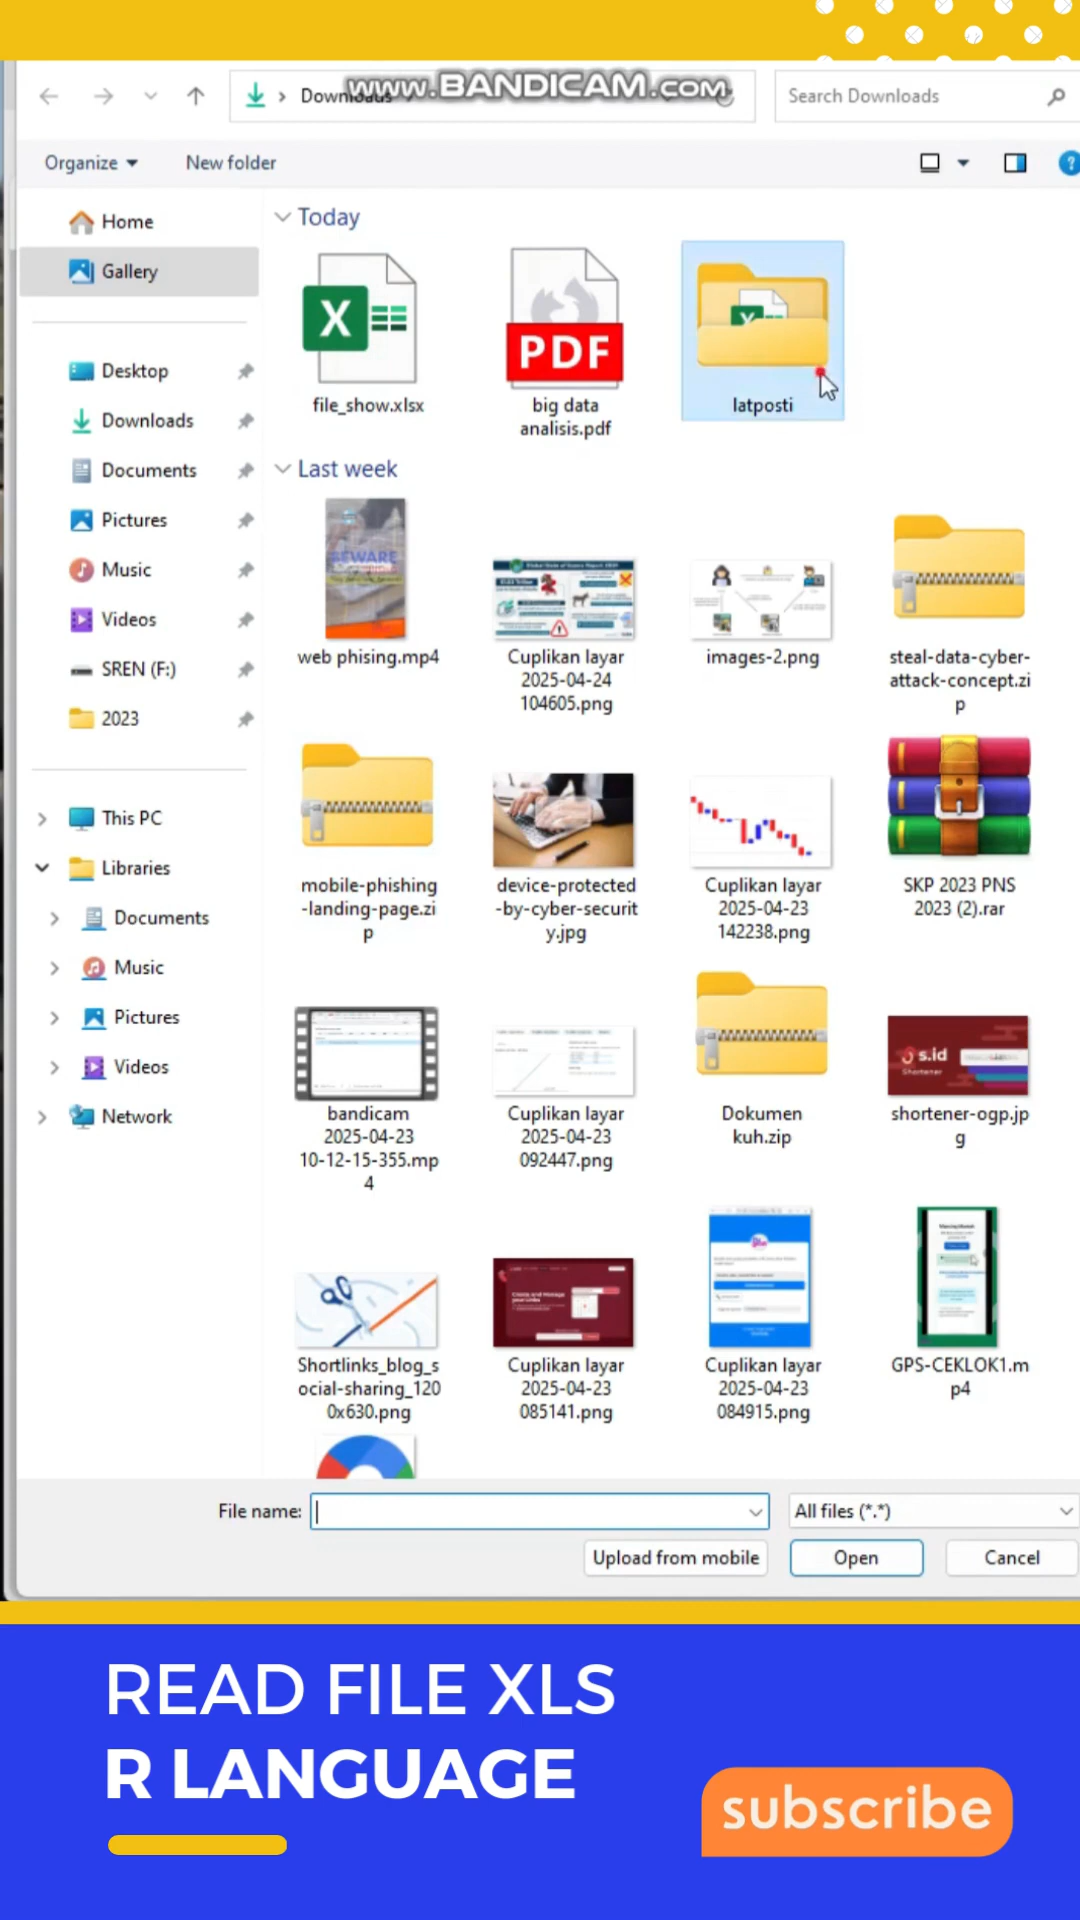 www.BANDICAM.com
Downloads
Search Downloads
Organize
New folder
?
Home
Gallery
Desktop
Downloads
Documents
Pictures
Music
Videos
SREN (F:)
2023
This PC
Libraries
Documents
Music
Pictures
Videos
Network
Today
X
PDF
file_show.xlsx
big data
analisis.pdf
latposti
Last week
BEWARE
web phising.mp4
Cuplikan layar
2025-04-24
104605.png
images-2.png
steal-data-cyber-
attack-concept.zi
p
mobile-phishing
-landing-page.zi
p
device-protected
-by-cyber-securit
y.jpg
Cuplikan layar
2025-04-23
142238.png
SKP 2023 PNS
2023 (2).rar
s.id
Shortener
bandicam
2025-04-23
10-12-15-355.mp
4
Cuplikan layar
2025-04-23
092447.png
Dokumen
kuh.zip
shortener-ogp.jp
g
Shortlinks_blog_s
ocial-sharing_120
0x630.png
Cuplikan layar
2025-04-23
085141.png
Cuplikan layar
2025-04-23
084915.png
GPS-CEKLOK1.m
p4
File name:
All files (*.*)
Upload from mobile
Open
Cancel
READ FILE XLS
R LANGUAGE
subscribe